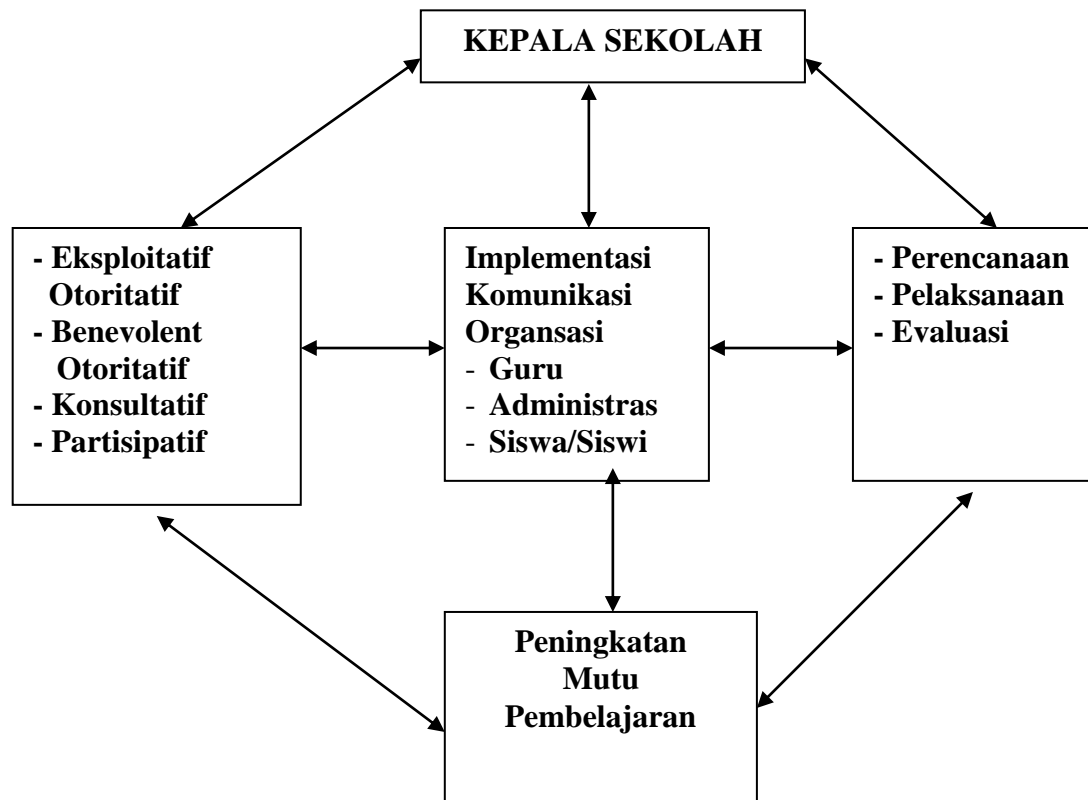 KEPALA SEKOLAH
- Eksploitatif
Otoritatif
- Benevolent
Otoritatif
- Konsultatif
- Partisipatif
Implementasi
Komunikasi
Organsasi
- Guru
- Administras
- Siswa/Siswi
- Perencanaan
- Pelaksanaan
- Evaluasi
Peningkatan
Mutu
Pembelajaran